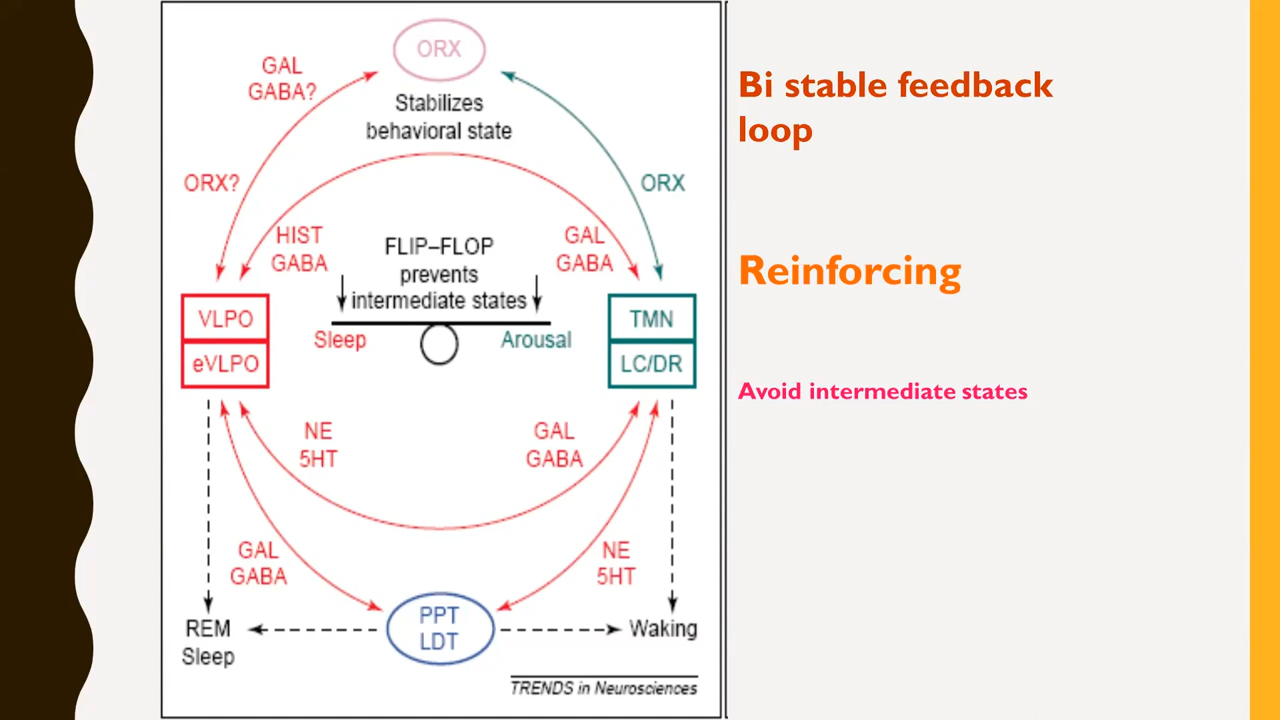 ORX
GAL
GABA?
Stabilizes
behavioral state
ORX?
ORX
HIST
GABA
FLIP–FLOP
prevents
intermediate states
GAL
GABA
VLPO
eVLPO
Sleep
Arousal
TMN
LC/DR
NE
5HT
GAL
GABA
GAL
GABA
NE
5HT
PPT
LDT
REM
Sleep
Waking
TRENDS in Neurosciences
Bi stable feedback
loop
Reinforcing
Avoid intermediate states